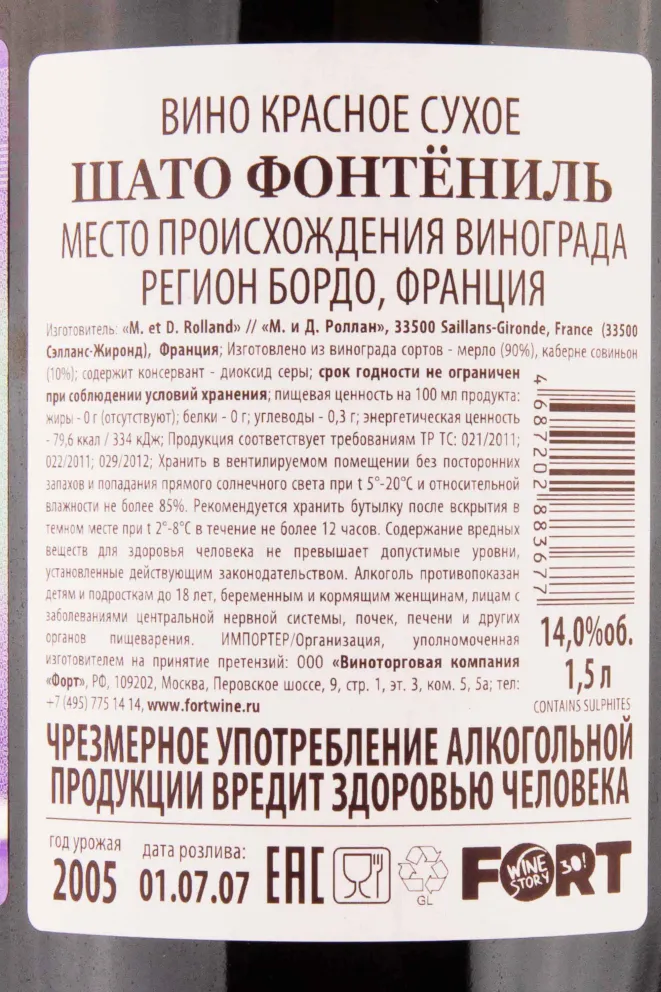 ВИНО КРАСНОЕ СУХОЕ
ШАТО ФОНТЁНИЛЬ
МЕСТО ПРОИСХОЖДЕНИЯ ВИНОГРАДА
РЕГИОН БОРДО, ФРАНЦИЯ
Изготовитель: «M. et D. Rolland» // «М. и Д. Роллан», 33500 Saillans-Gironde, France (33500
Сэлланс-Жиронд), Франция; Изготовлено из винограда сортов - мерло (90%), каберне совиньон
(10%); содержит консервант - диоксид серы; срок годности не ограничен
при соблюдении условий хранения; пищевая ценность на 100 мл продукта:
жиры - 0 г (отсутствуют); белки - 0 г; углеводы - 0,3 г; энергетическая ценность
- 79,6 ккал / 334 кДж; Продукция соответствует требованиям ТР ТС: 021/2011;
022/2011; 029/2012; Хранить в вентилируемом помещении без посторонних
запахов и попадания прямого солнечного света при t 5°-20°С и относительной
влажности не более 85%. Рекомендуется хранить бутылку после вскрытия в
темном месте при t 2°-8°С в течение не более 12 часов. Содержание вредных
веществ для здоровья человека не превышает допустимые уровни,
установленные действующим законодательством. Алкоголь противопоказан
детям и подросткам до 18 лет, беременным и кормящим женщинам, лицам с
заболеваниями центральной нервной системы, почек, печени и других
органов пищеварения. ИМПОРТЕР/Организация, уполномоченная
изготовителем на принятие претензий: ООО «Виноторговая компания
«Форт», РФ, 109202, Москва, Перовское шоссе, 9, стр. 1, эт. 3, ком. 5, 5а; тел:
+7 (495) 775 14 14, www.fortwine.ru
4 687202 883677
14,0%об.
1,5 л
CONTAINS SULPHITES
ЧРЕЗМЕРНОЕ УПОТРЕБЛЕНИЕ АЛКОГОЛЬНОЙ
ПРОДУКЦИИ ВРЕДИТ ЗДОРОВЬЮ ЧЕЛОВЕКА
год урожая
2005
дата розлива:
01.07.07
EAC
GL
FORT
WINE
STORY
30!